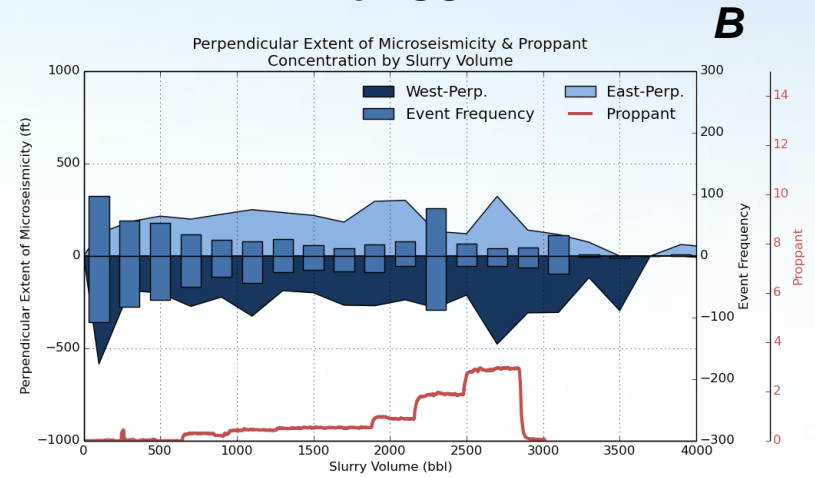 B
Perpendicular Extent of Microseismicity & Proppant
Concentration by Slurry Volume
West-Perp.
East-Perp.
Event Frequency
Proppant
Perpendicular Extent of Microseismicity (ft)
1000
500
0
−500
−1000
0 500 1000 1500 2000 2500 3000 3500 4000
Slurry Volume (bbl)
300
200
100
0
−100
−200
−300
Event Frequency
14
12
10
8
6
4
2
0
Proppant